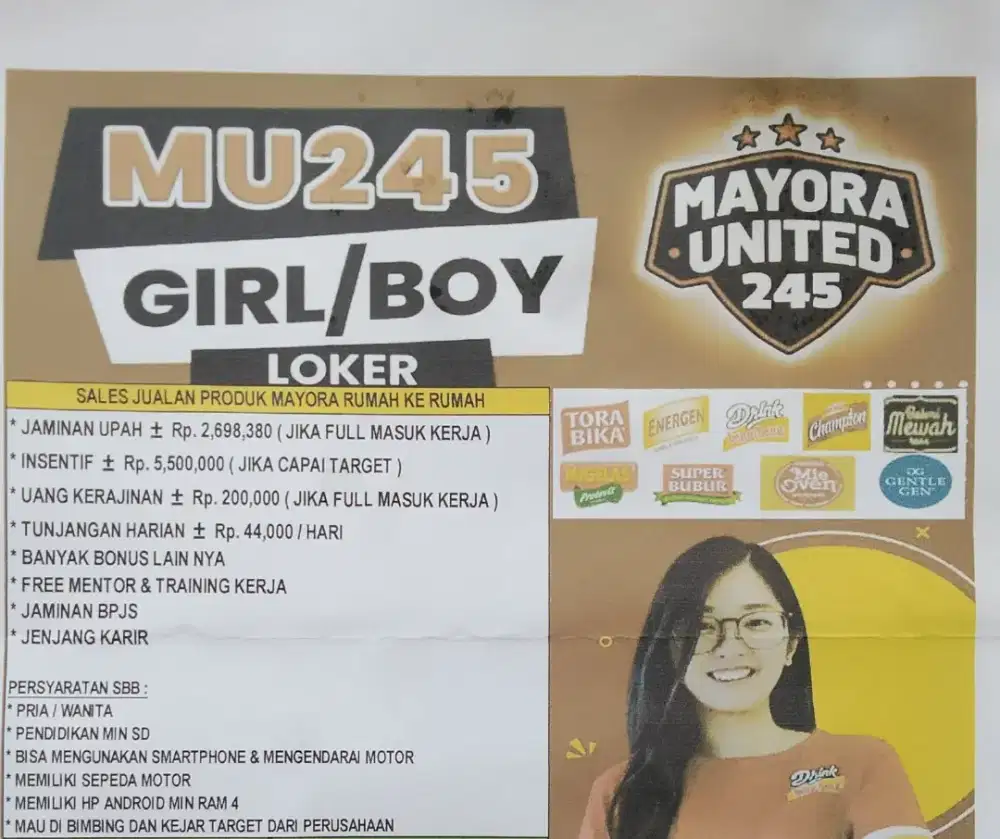 MU245
GIRL/BOY
LOKER
MAYORA
UNITED
245
SALES JUALAN PRODUK MAYORA RUMAH KE RUMAH
* JAMINAN UPAH ± Rp. 2,698,380 ( JIKA FULL MASUK KERJA )
* INSENTIF ± Rp. 5,500,000 ( JIKA CAPAI TARGET )
* UANG KERAJINAN ± Rp. 200,000 ( JIKA FULL MASUK KERJA )
* TUNJANGAN HARIAN ± Rp. 44,000 / HARI
* BANYAK BONUS LAIN NYA
* FREE MENTOR & TRAINING KERJA
* JAMINAN BPJS
* JENJANG KARIR
PERSYARATAN SBB :
* PRIA / WANITA
* PENDIDIKAN MIN SD
* BISA MENGUNAKAN SMARTPHONE & MENGENDARAI MOTOR
* MEMILIKI SEPEDA MOTOR
* MEMILIKI HP ANDROID MIN RAM 4
* MAU DI BIMBING DAN KEJAR TARGET DARI PERUSAHAAN
TORA
BIKA
ENERGEN
Drink
Champion
Mewah
Protect
SUPER
BUBUR
Mie
Oven
GG
GENTLE
GEN
Drink